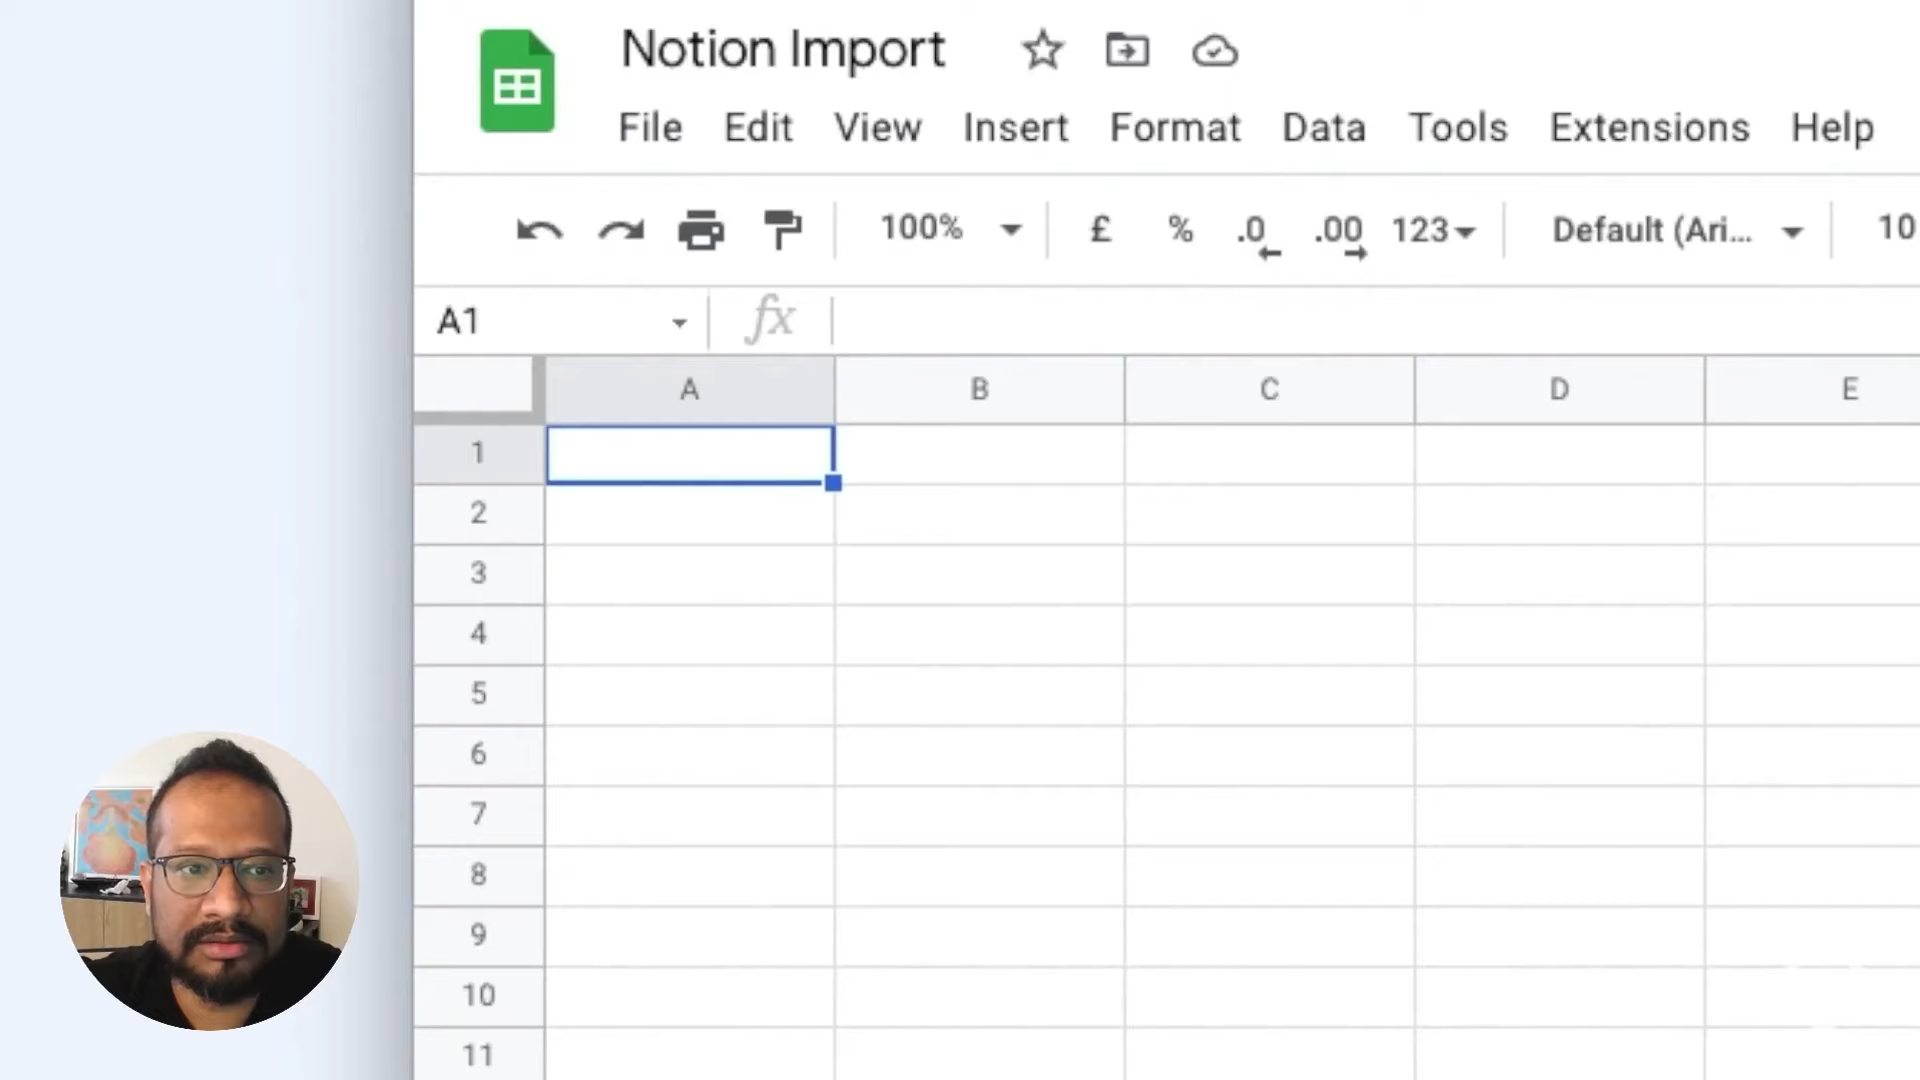 Notion Import
File Edit View Insert Format Data Tools Extensions Help
100% £ % .0 .00 123 Default (Ari... 10
A1 fx
A B C D E
1
2
3
4
5
6
7
8
9
10
11